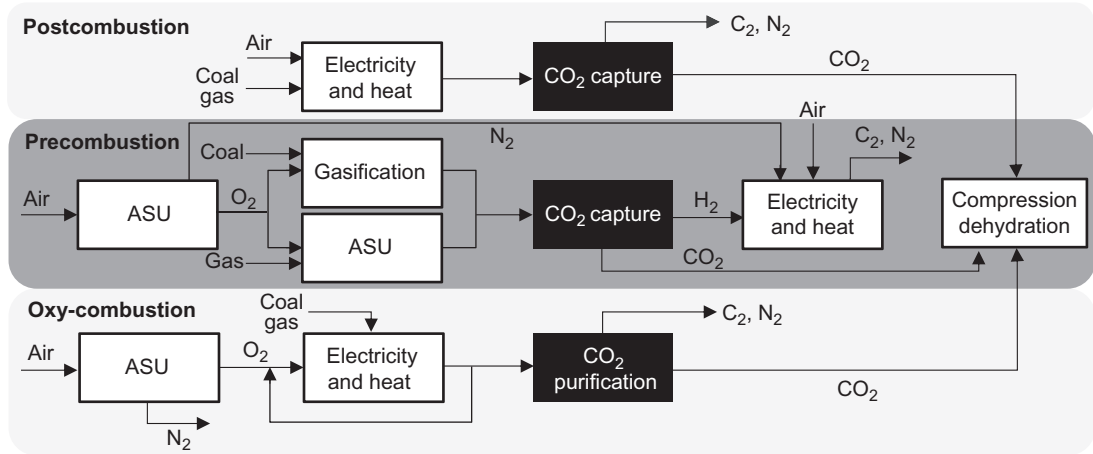 Postcombustion
Air
Coal
gas
Electricity
and heat
CO₂ capture
C₂, N₂
CO₂
Precombustion
N₂
Air
C₂, N₂
Coal
Gasification
Air
ASU
O₂
ASU
Gas
CO₂ capture
H₂
CO₂
Electricity
and heat
Compression
dehydration
Oxy-combustion
Coal
gas
Air
ASU
N₂
O₂
Electricity
and heat
CO₂
purification
C₂, N₂
CO₂